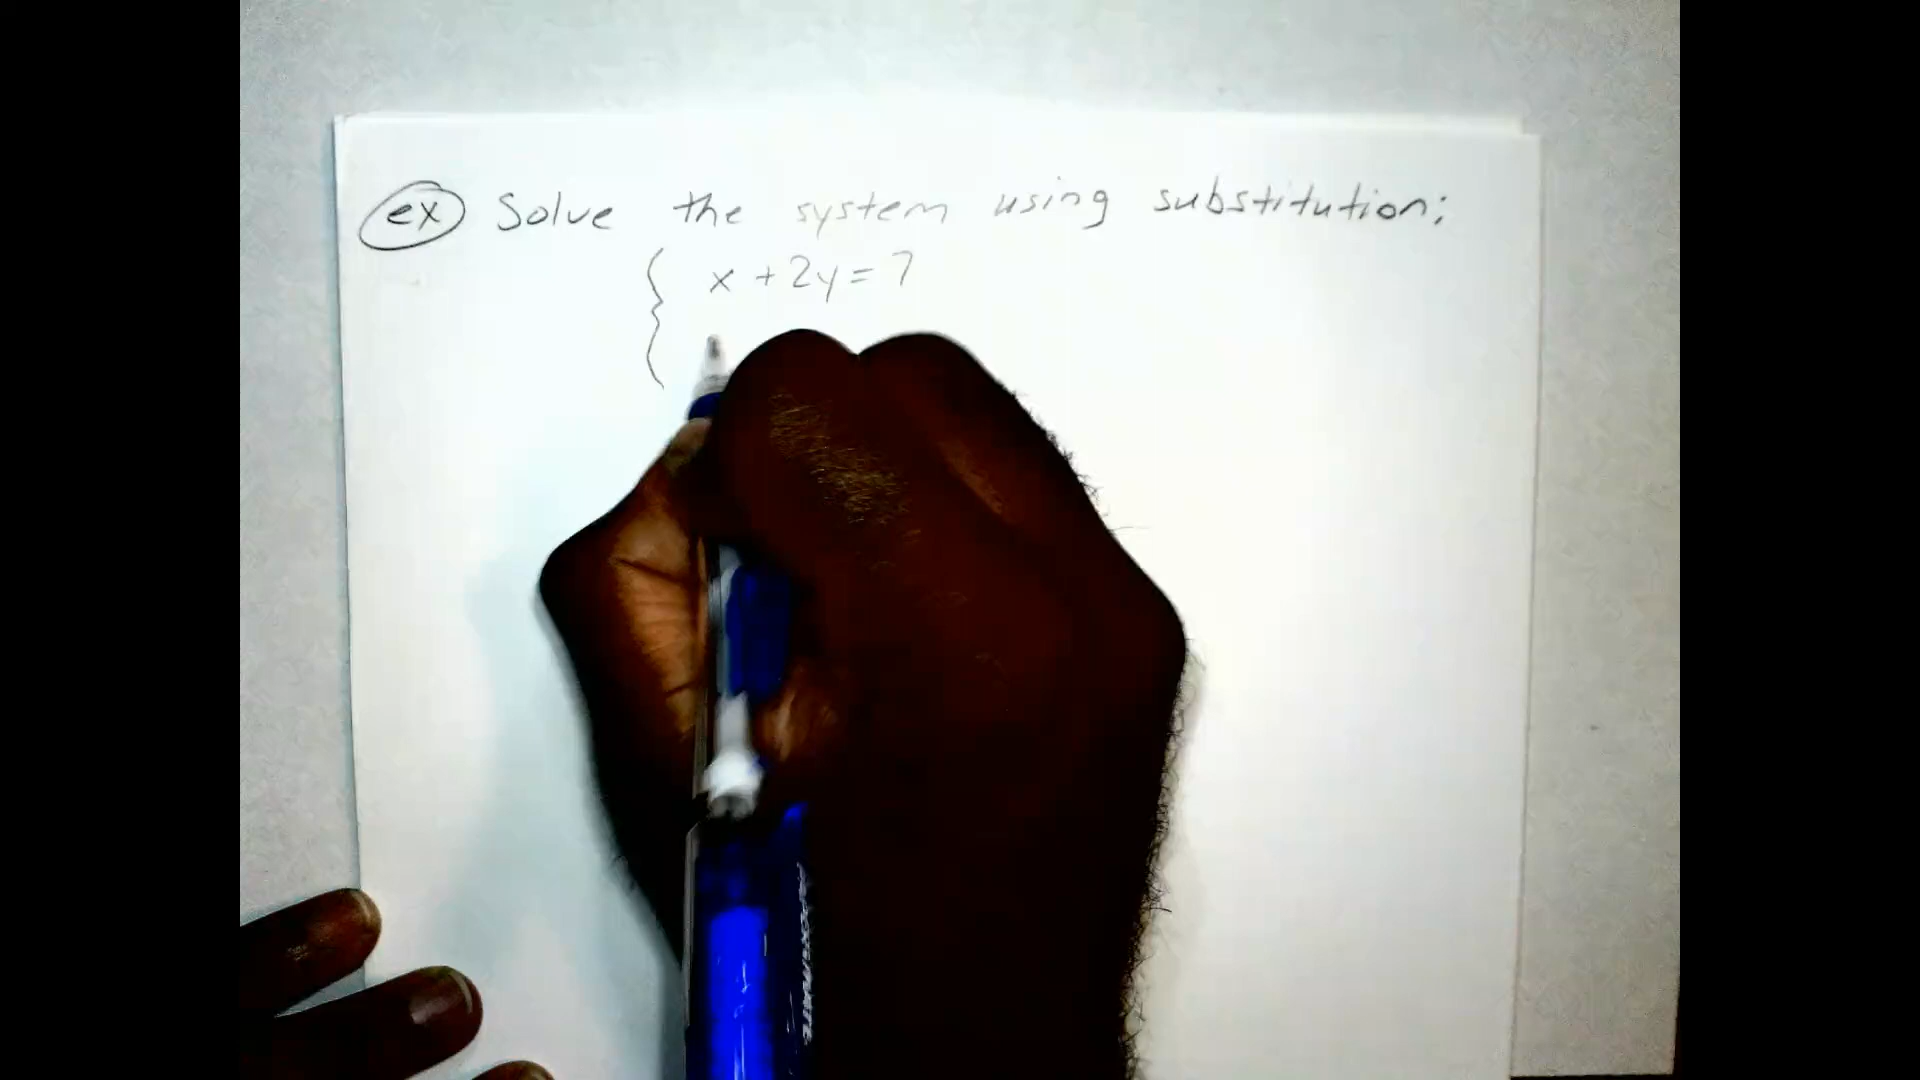 ex Solve the system using substitution:
x + 2y = 7